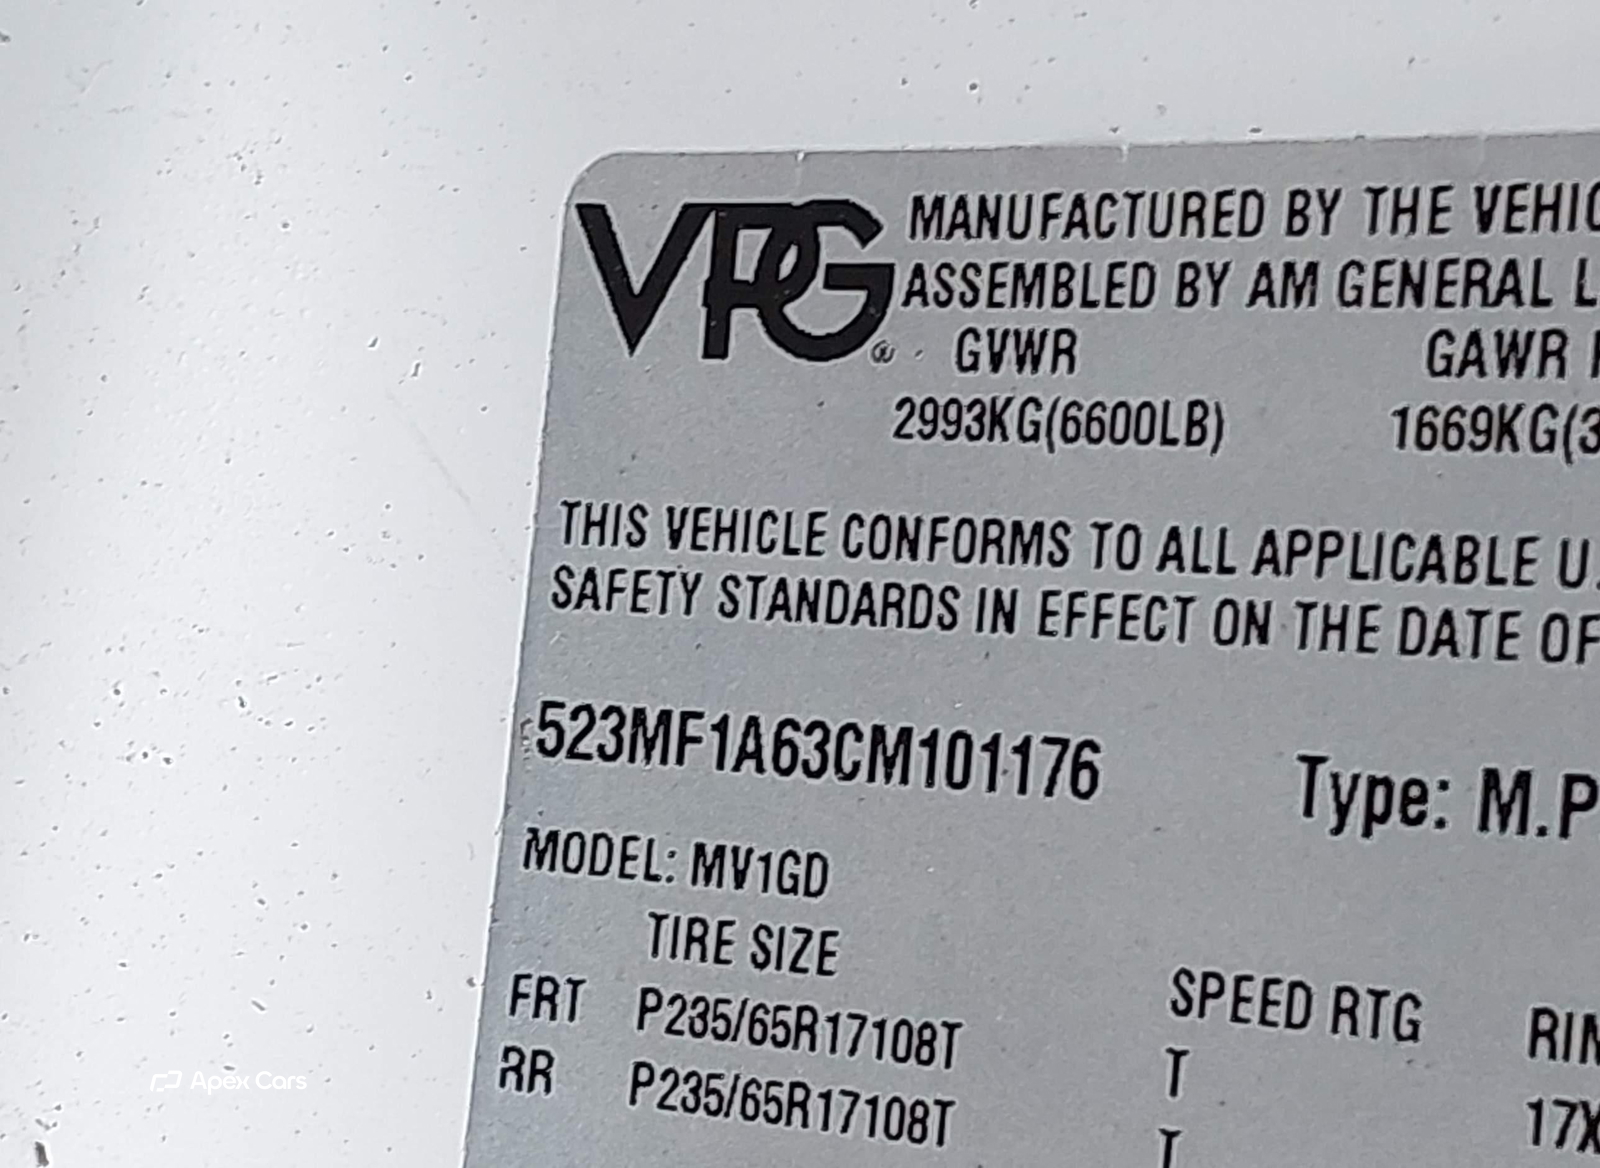 VPG® MANUFACTURED BY THE VEHIC
ASSEMBLED BY AM GENERAL L
GVWR GAWR
2993KG(6600LB) 1669KG(3
THIS VEHICLE CONFORMS TO ALL APPLICABLE U.
SAFETY STANDARDS IN EFFECT ON THE DATE OF
523MF1A63CM101176 Type: M.P
MODEL: MV1GD
TIRE SIZE SPEED RTG RIM
FRT P235/65R17108T T 17X
RR P235/65R17108T T
Apex Cars